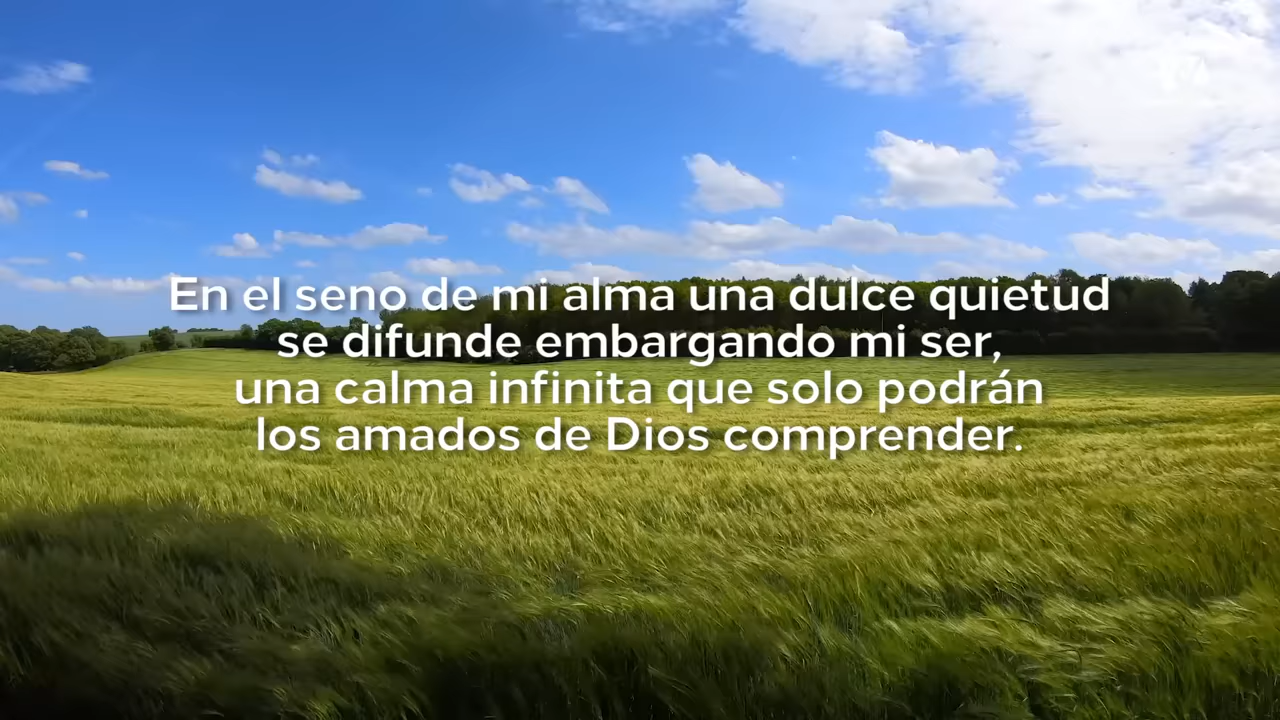 En el seno de mi alma una dulce quietud
se difunde embargando mi ser,
una calma infinita que solo podrán
los amados de Dios comprender.